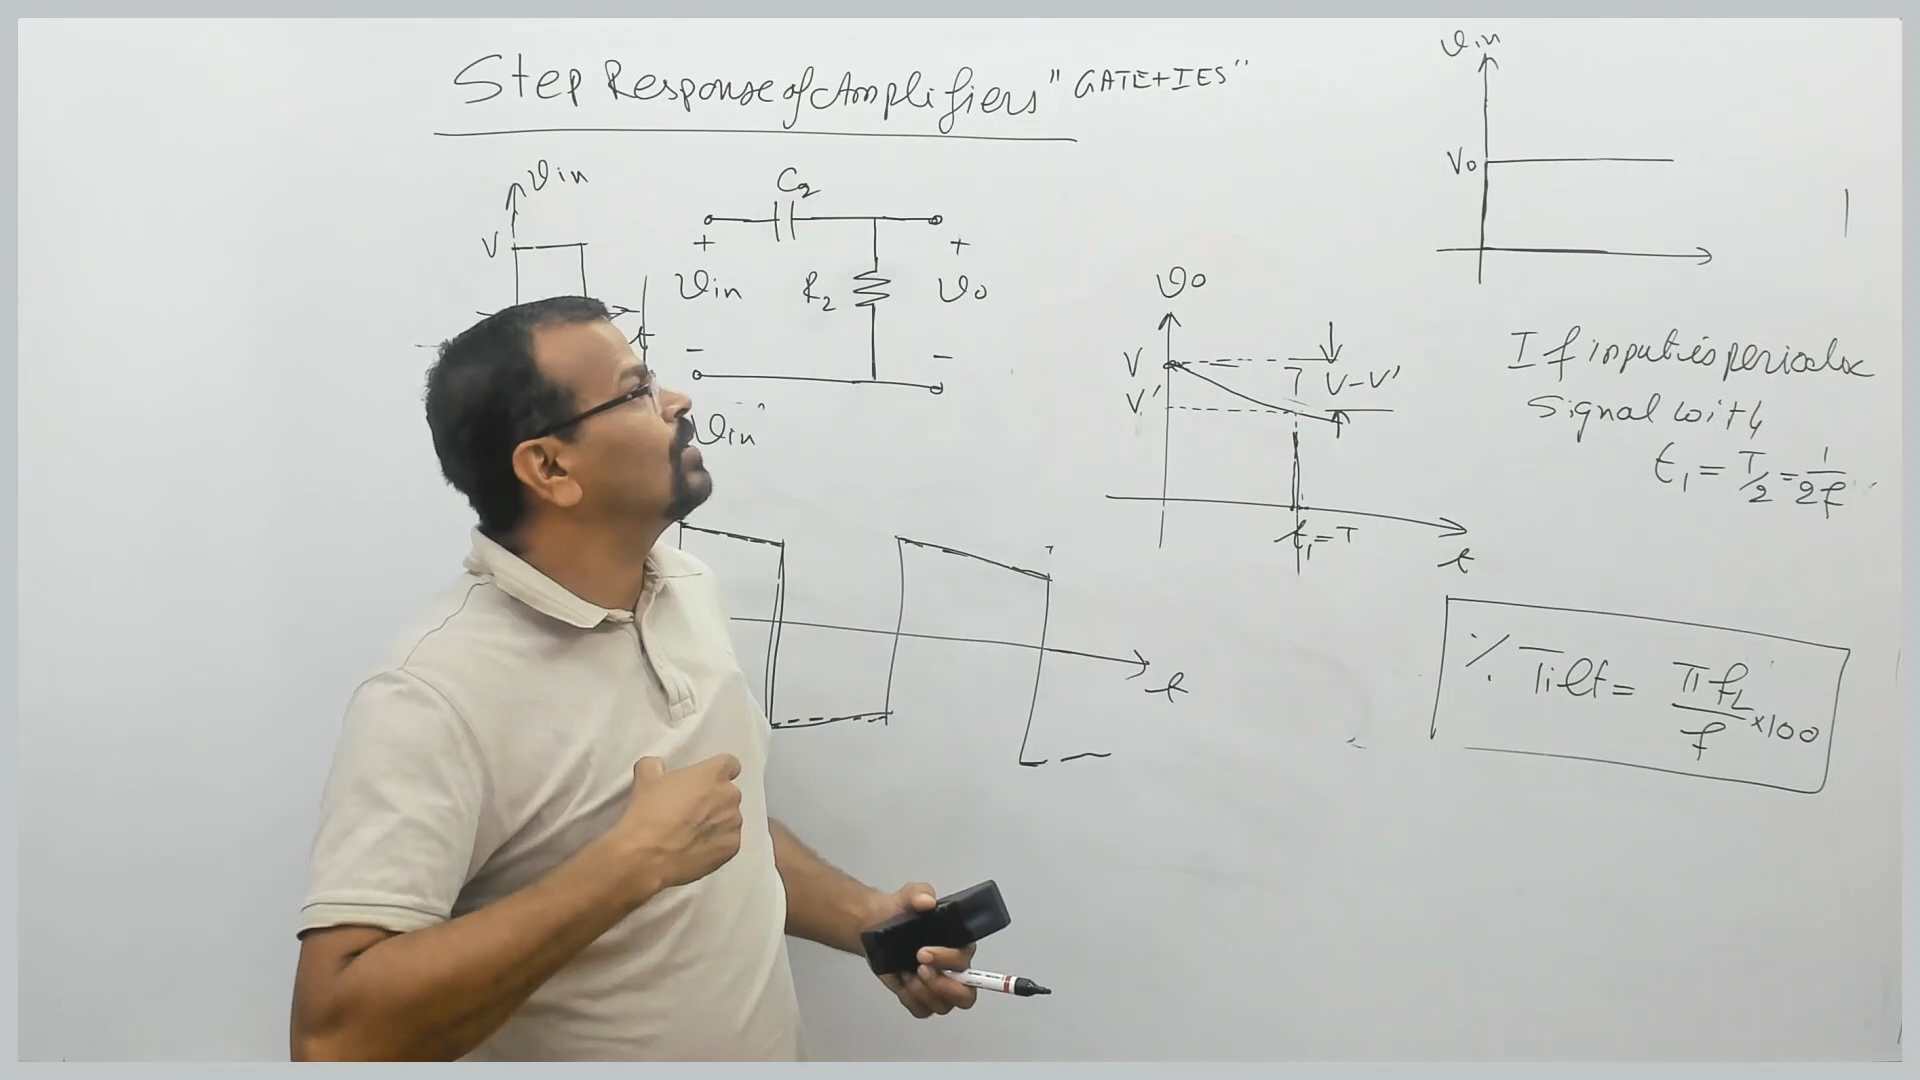 Step Response of Amplifiers "GATE+IES"
Vin
V
t
C2
+
Vin
-
R2
+
Vo
-
Vin
t
Vo
V
V'
V-V'
t1=T
t
Vin
Vo
If input is periodic
Signal with
t1 = T/2 = 1/2f
% Tilt = πfL/f ×100